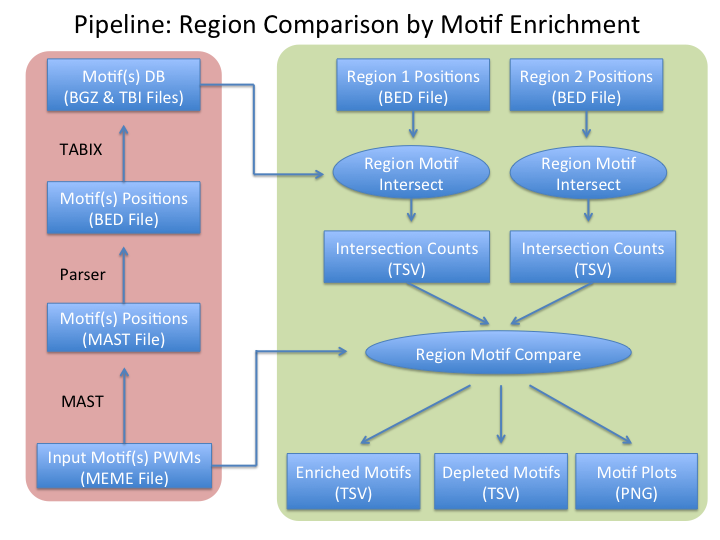 Pipeline: Region Comparison by Motif Enrichment
Motif(s) DB
(BGZ & TBI Files)
TABIX
Motif(s) Positions
(BED File)
Parser
Motif(s) Positions
(MAST File)
MAST
Input Motif(s) PWMs
(MEME File)
Region 1 Positions
(BED File)
Region 2 Positions
(BED File)
Region Motif
Intersect
Region Motif
Intersect
Intersection Counts
(TSV)
Intersection Counts
(TSV)
Region Motif Compare
Enriched Motifs
(TSV)
Depleted Motifs
(TSV)
Motif Plots
(PNG)